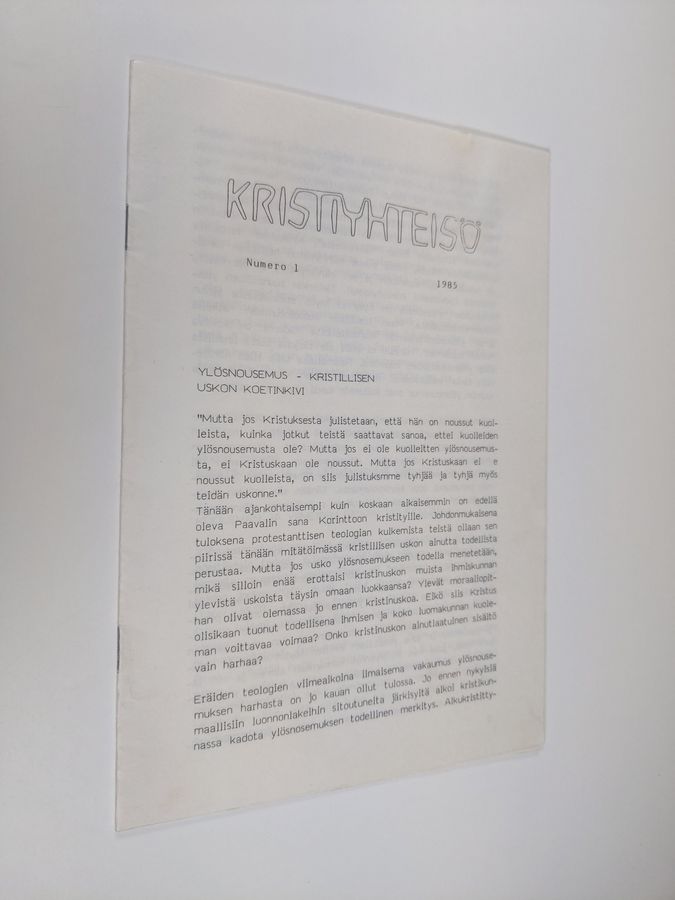 KRISTIYHTEISÖ
Numero 1
1985
YLÖSNOUSEMUS - KRISTILLISEN
USKON KOETINKIVI
"Mutta jos Kristuksesta julistetaan, että hän on noussut kuol-
leista, kuinka jotkut teistä saattavat sanoa, ettei kuolleiden
ylösnousemusta ole? Mutta jos ei ole kuolleitten ylösnousemus-
ta, ei Kristuskaan ole noussut. Mutta jos Kristuskaan ei e
noussut kuolleista, on siis julistuksmme tyhjää ja tyhjä myös
teidän uskonne."
Tänään ajankohtaisempi kuin koskaan aikaisemmin on edellä
oleva Paavalin sana Korinttoon kristityille. Johdonmukaisena
tuloksena protestanttisen teologian kulkemista teistä ollaan sen
piirissä tänään mitätöimässä kristillisen uskon ainutta todellista
perustaa. Mutta jos usko ylösnousemukseen todella menetetään,
mikä silloin enää erottaisi kristinuskon muista ihmiskunnan
ylevistä uskoista täysin omaan luokkaansa? Ylevät moraaliopit-
han olivat olemassa jo ennen kristinuskoa. Eikö siis Kristus
olisikaan tuonut todellisena ihmisen ja koko luomakunnan kuole-
man voittavaa voimaa? Onko kristinuskon ainutlaatuinen sisältö
vain harhaa?
Eräiden teologien viimeaikoina ilmaisema vakaumus ylösnouse-
muksen harhasta on jo kauan ollut tulossa. Jo ennen nykyisiä
maallisiin luonnonlakeihin sitoutuneita järkisyitä alkoi kristikun-
nassa kadota ylösnosemuksen todellinen merkitys. Alkukristitty-